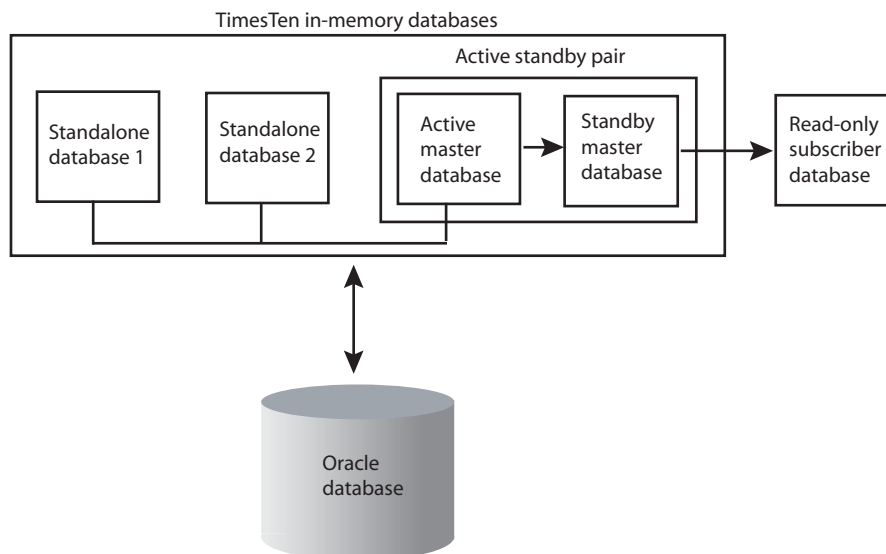 TimesTen in-memory databases
Active standby pair
Standalone
database 1
Standalone
database 2
Active
master
database
Standby
master
database
Read-only
subscriber
database
Oracle
database